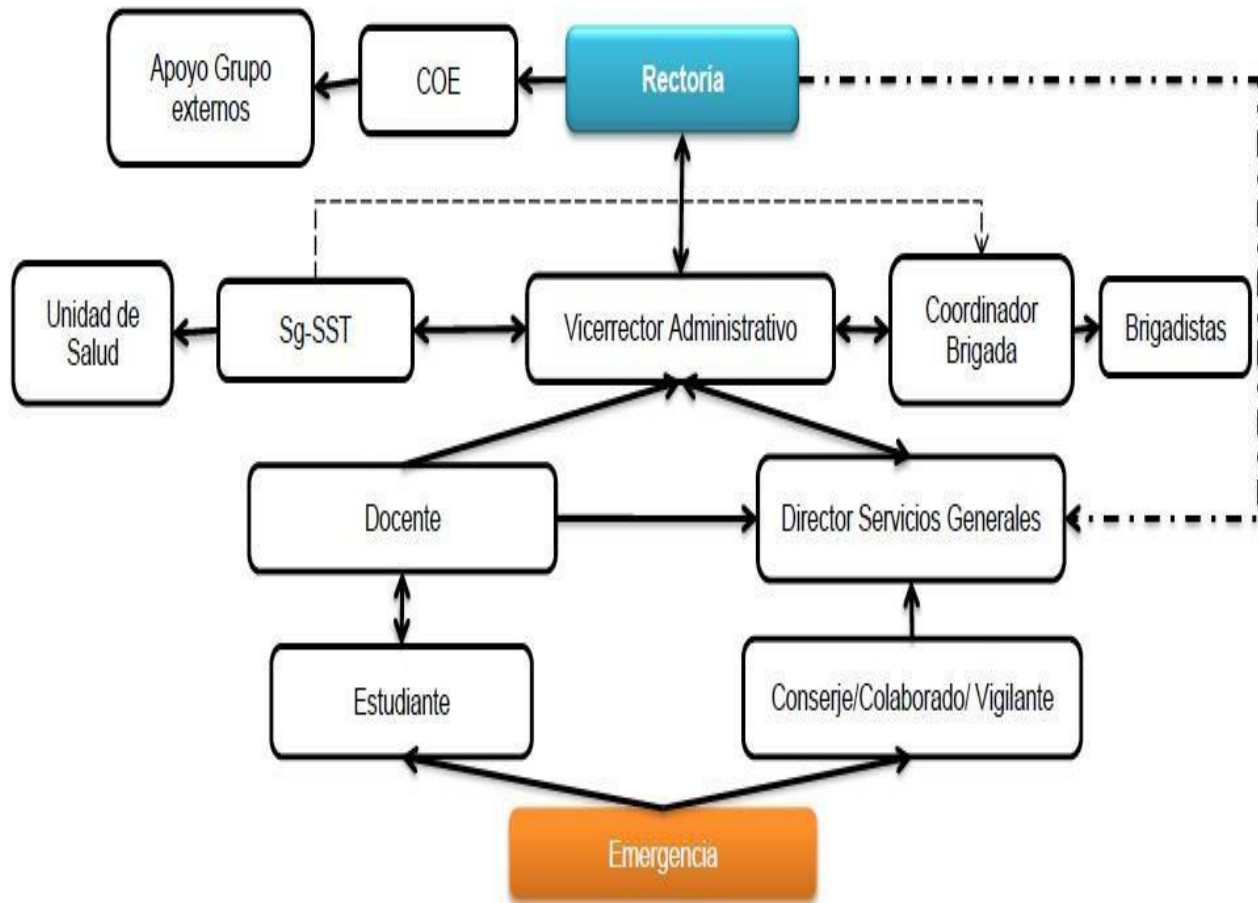 Apoyo Grupo
externos
COE
Rectoría
Unidad de
Salud
Sg-SST
Vicerrector Administrativo
Coordinador
Brigada
Brigadistas
Docente
Director Servicios Generales
Estudiante
Conserje/Colaborado/ Vigilante
Emergencia